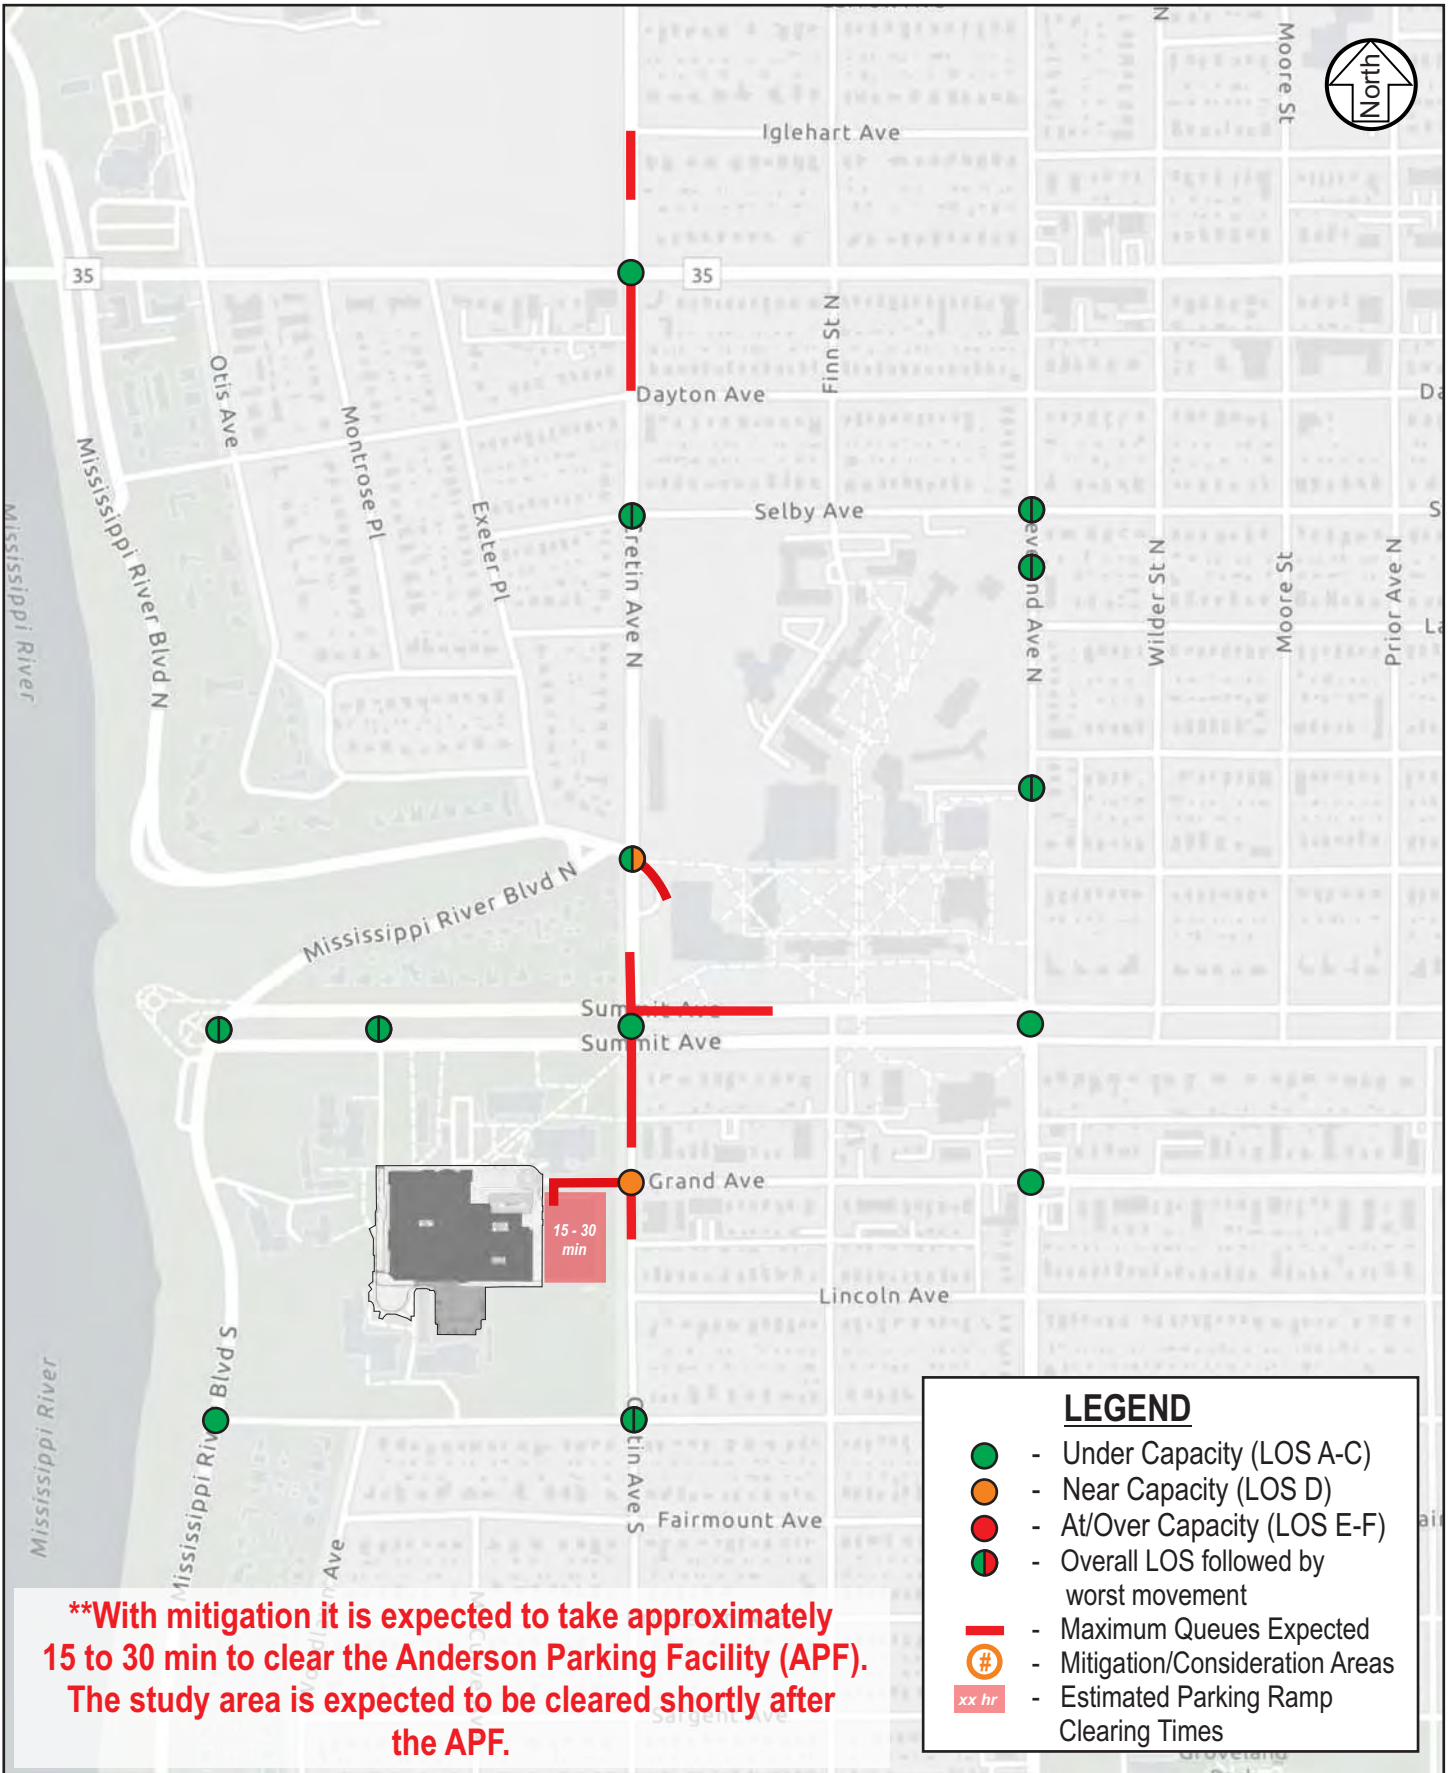 N
Moore St
North
Iglehart Ave
35
35
Finn St N
Otis Ave
Dayton Ave
Montrose Pl
Mississippi River Blvd N
Selby Ave
Exeter Pl
Cretin Ave N
Mississippi River
Wilder St N
Moore St
Prior Ave N
Mississippi River Blvd N
Summit Ave
Summit Ave
Grand Ave
15 - 30
min
Lincoln Ave
Mississippi River Blvd S
Mississippi River
Fairmount Ave
Sargent Ave
LEGEND
- Under Capacity (LOS A-C)
- Near Capacity (LOS D)
- At/Over Capacity (LOS E-F)
- Overall LOS followed by
worst movement
- Maximum Queues Expected
# - Mitigation/Consideration Areas
xx hr - Estimated Parking Ramp
Clearing Times
**With mitigation it is expected to take approximately
15 to 30 min to clear the Anderson Parking Facility (APF).
The study area is expected to be cleared shortly after
the APF.